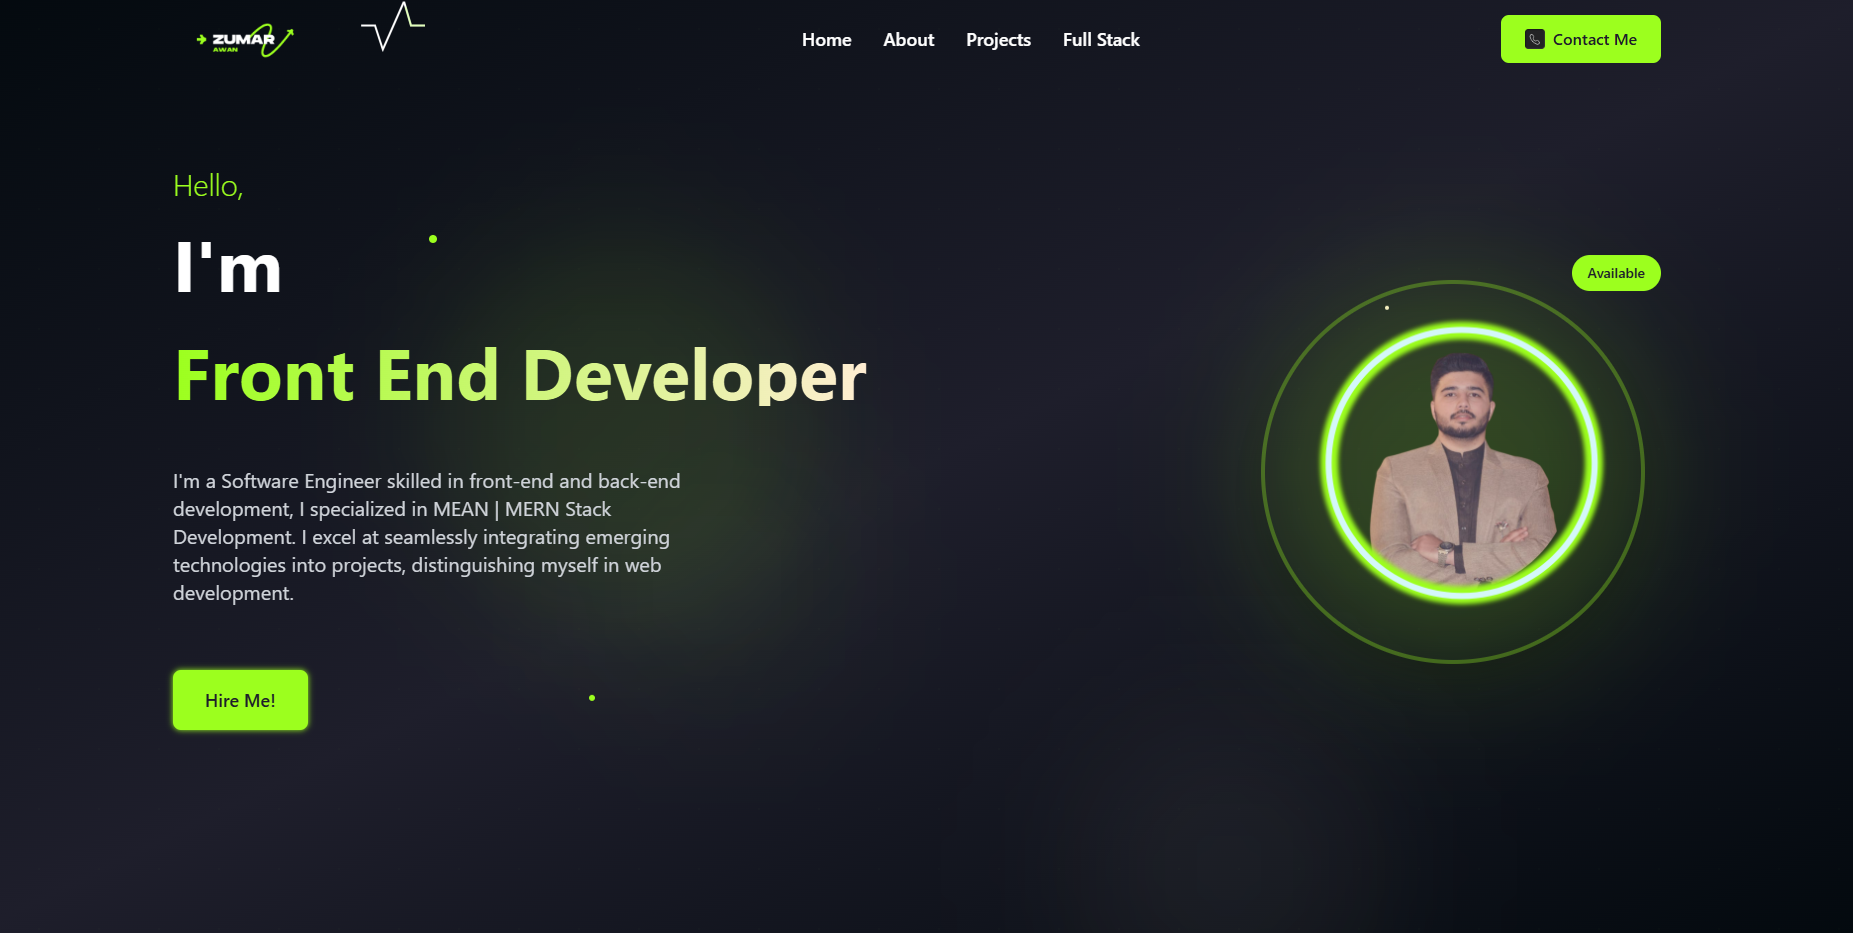 ZUMAR
AWAN
Home About Projects Full Stack
Contact Me
Hello,
I'm
Front End Developer
I'm a Software Engineer skilled in front-end and back-end
development, I specialized in MEAN | MERN Stack
Development. I excel at seamlessly integrating emerging
technologies into projects, distinguishing myself in web
development.
Hire Me!
Available